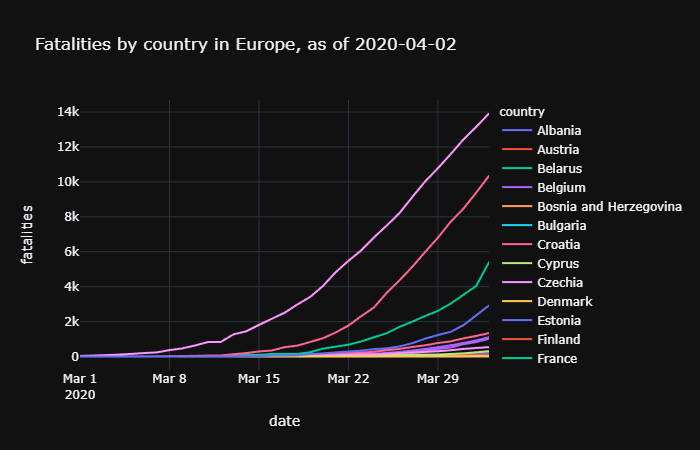 Fatalities by country in Europe, as of 2020-04-02
14k
12k
10k
8k
6k
4k
2k
0
fatalities
Mar 1
2020
Mar 8
Mar 15
Mar 22
Mar 29
date
country
Albania
Austria
Belarus
Belgium
Bosnia and Herzegovina
Bulgaria
Croatia
Cyprus
Czechia
Denmark
Estonia
Finland
France